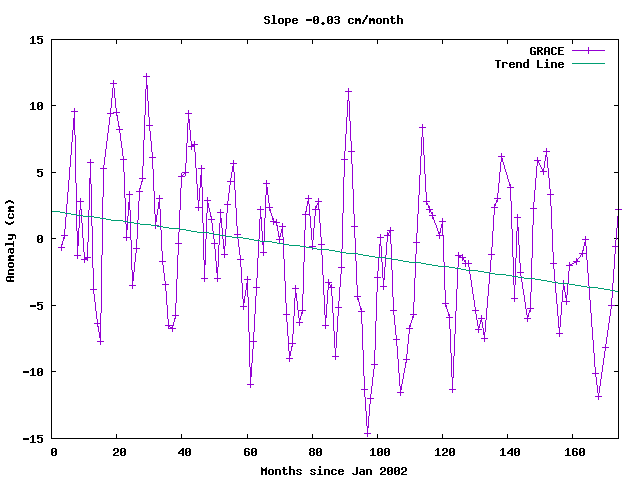 Slope -0.03 cm/month
GRACE
Trend Line
15
10
5
0
-5
-10
-15
Anomaly (cm)
0 20 40 60 80 100 120 140 160
Months since Jan 2002